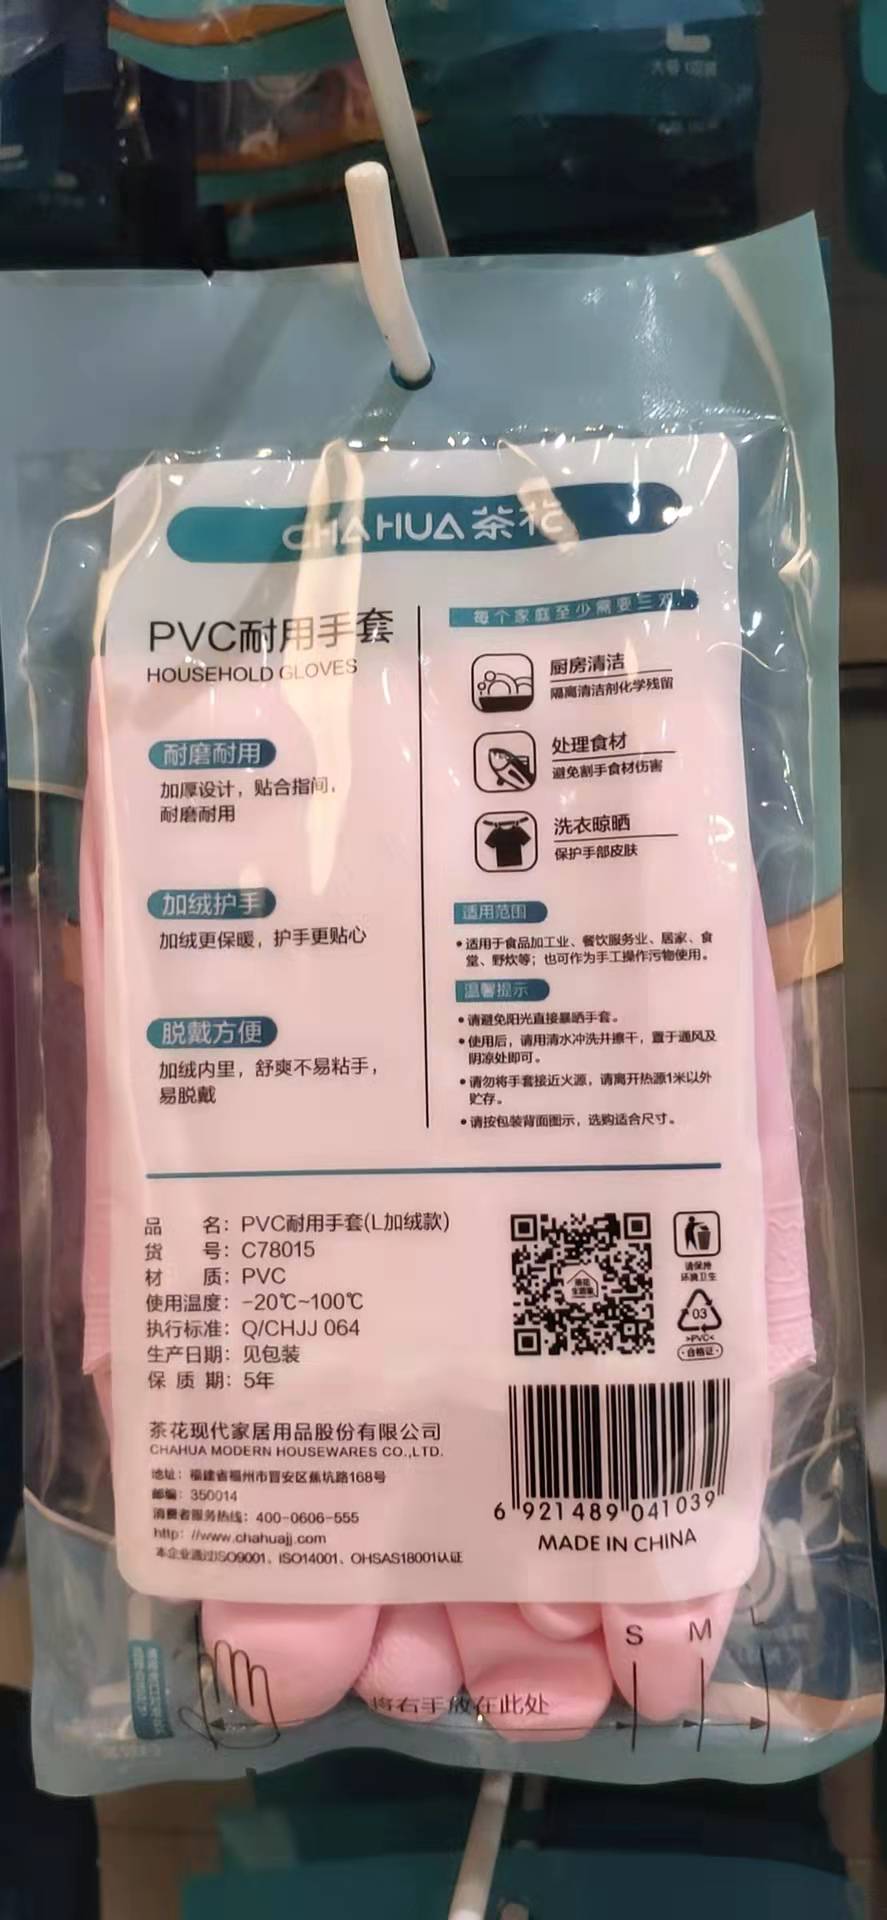 CHAHUA 茶花
PVC耐用手套
HOUSEHOLD GLOVES
耐磨耐用
加厚设计，贴合指间，
耐磨耐用
加绒护手
加绒更保暖，护手更贴心
脱戴方便
加绒内里，舒爽不易粘手，
易脱戴
每个家庭至少需要三双
厨房清洁
隔离清洁剂化学残留
处理食材
避免割手食材伤害
洗衣晾晒
保护手部皮肤
适用范围
•适用于食品加工业、餐饮服务业、居家、食
堂、野炊等；也可作为手工操作污物使用。
温馨提示
•请避免阳光直接暴晒手套。
•使用后，请用清水冲洗并擦干，置于通风及
阴凉处即可。
•请勿将手套接近火源，请离开热源1米以外
贮存。
•请按包装背面图示，选购适合尺寸。
品 名：PVC耐用手套(L加绒款)
货 号：C78015
材 质：PVC
使用温度：-20℃~100℃
执行标准：Q/CHJJ 064
生产日期：见包装
保 质 期：5年
茶花现代家居用品股份有限公司
CHAHUA MODERN HOUSEWARES CO.,LTD.
地址：福建省福州市晋安区蕉坑路168号
邮编：350014
消费者服务热线：400-0606-555
http：//www.chahuajj.com
本企业通过ISO9001、ISO14001、OHSAS18001认证
请保持
环境卫生
03
>PVC<
合格证
6 921489 041039
MADE IN CHINA
S M L
将右手放在此处